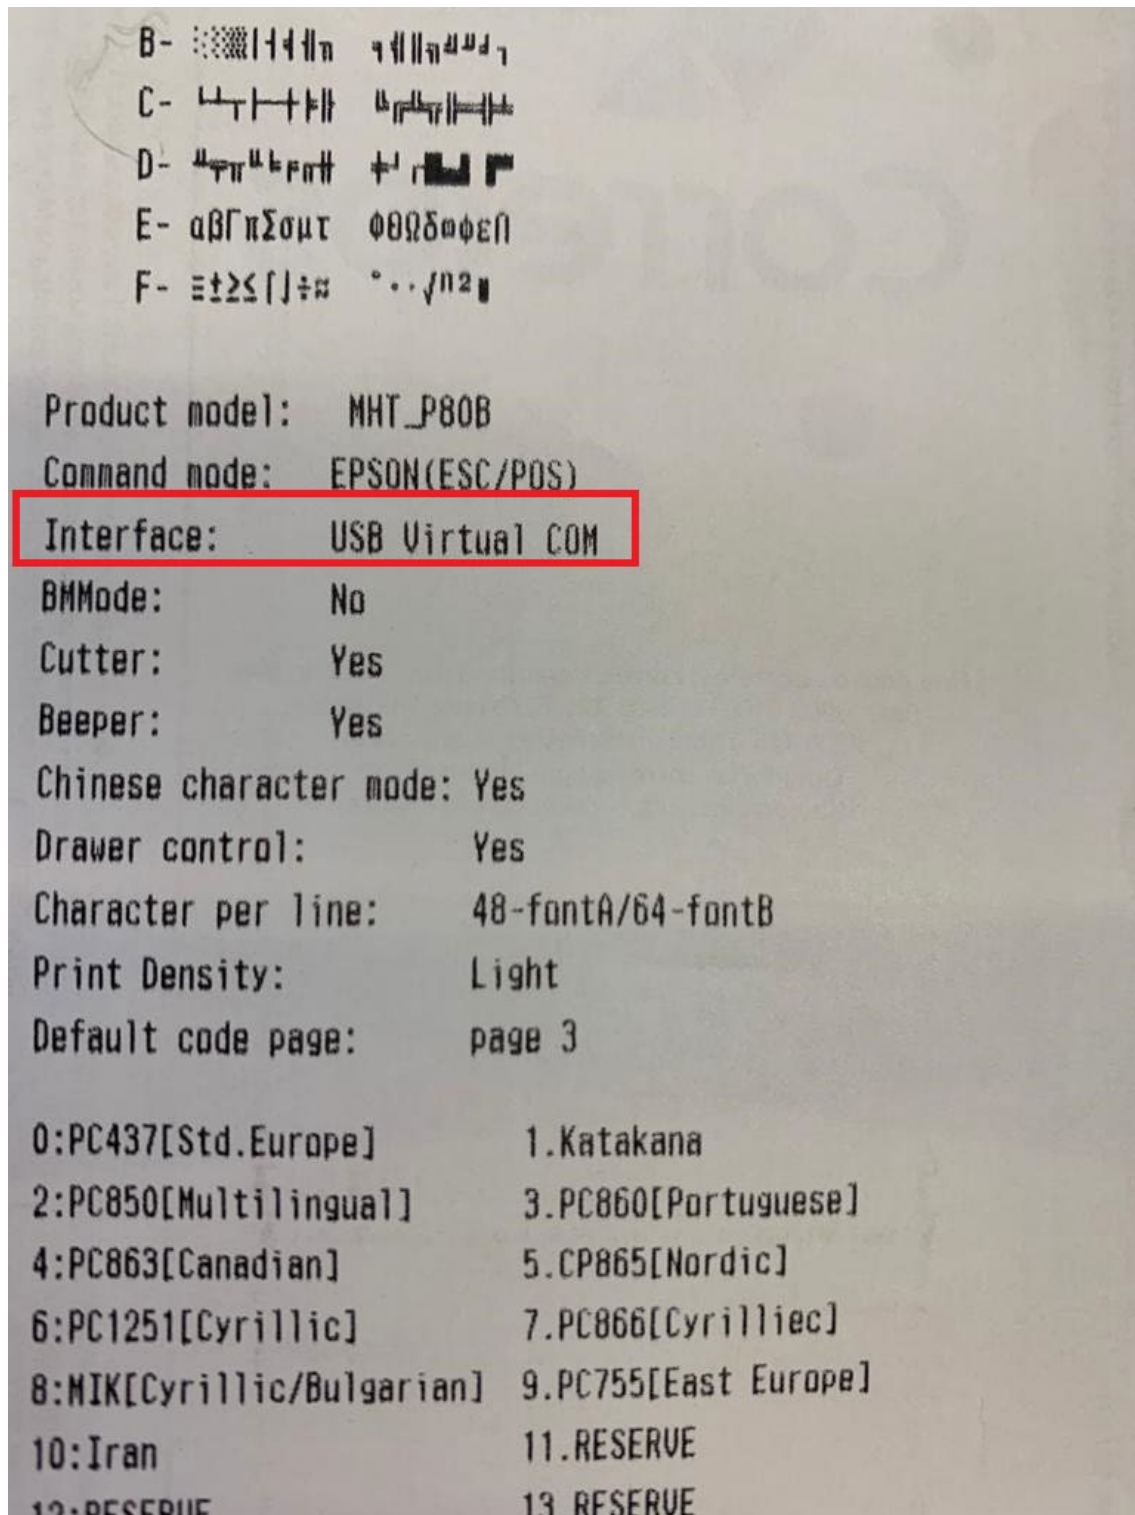 E- αβΓπΣσμτ ΦΘΩδ∞φε∩
F- ≡±≥≤⌠⌡÷≈ °∙·√ⁿ²■
Product model: MHT_P80B
Command mode: EPSON(ESC/POS)
Interface: USB Virtual COM
BMMode: No
Cutter: Yes
Beeper: Yes
Chinese character mode: Yes
Drawer control: Yes
Character per line: 48-fontA/64-fontB
Print Density: Light
Default code page: page 3
0:PC437[Std.Europe] 1.Katakana
2:PC850[Multilingual] 3.PC860[Portuguese]
4:PC863[Canadian] 5.CP865[Nordic]
6:PC1251[Cyrillic] 7.PC866[Cyrilliec]
8:MIK[Cyrillic/Bulgarian] 9.PC755[East Europe]
10:Iran 11.RESERVE
12:RESERVE 13.RESERVE